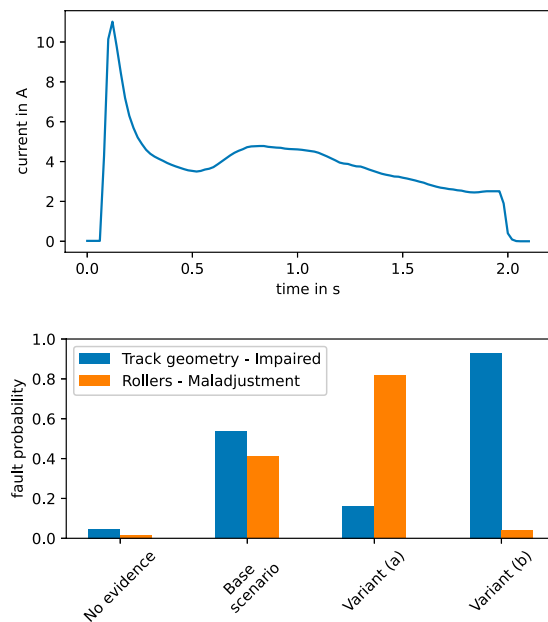 10
8
6
4
2
0
current in A
0.0 0.5 1.0 1.5 2.0
time in s
1.0
0.8
0.6
0.4
0.2
0.0
fault probability
Track geometry - Impaired
Rollers - Maladjustment
No evidence
Base
scenario
Variant (a)
Variant (b)